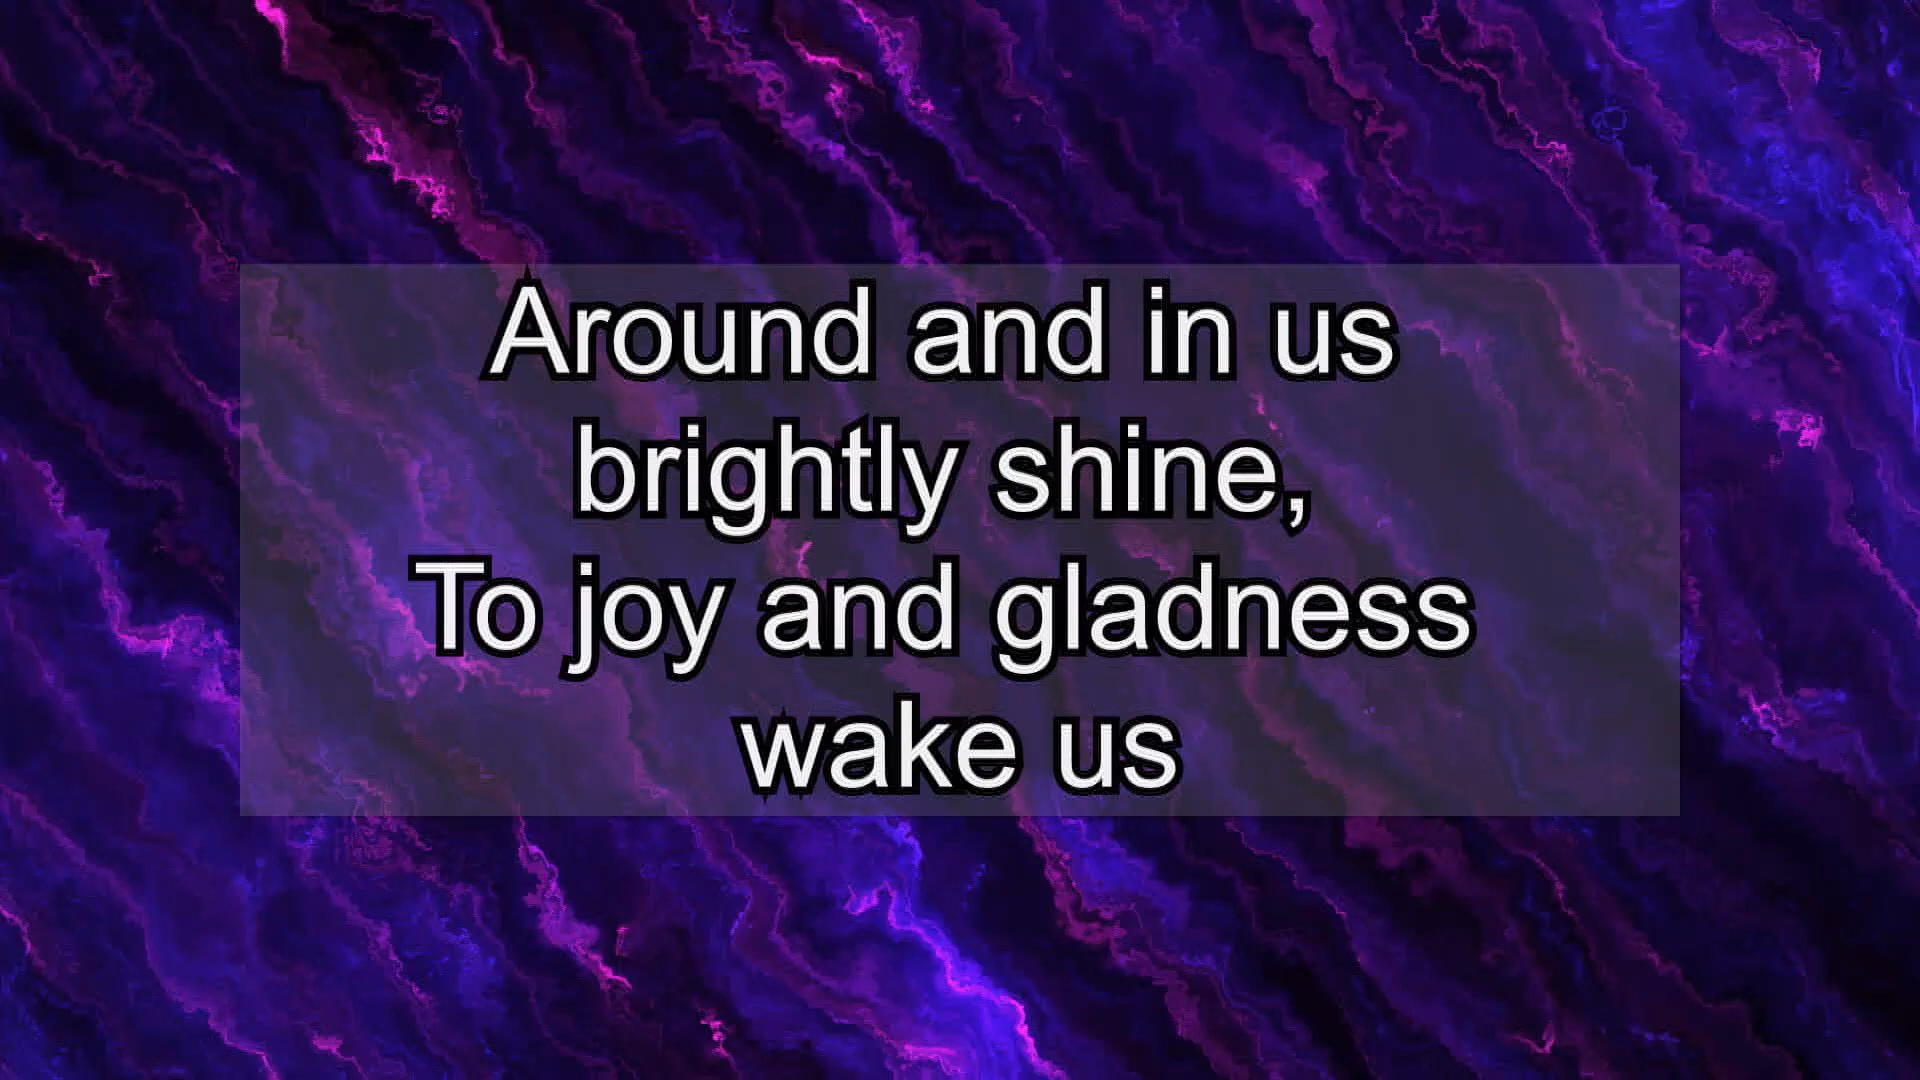 Around and in us
brightly shine,
To joy and gladness
wake us